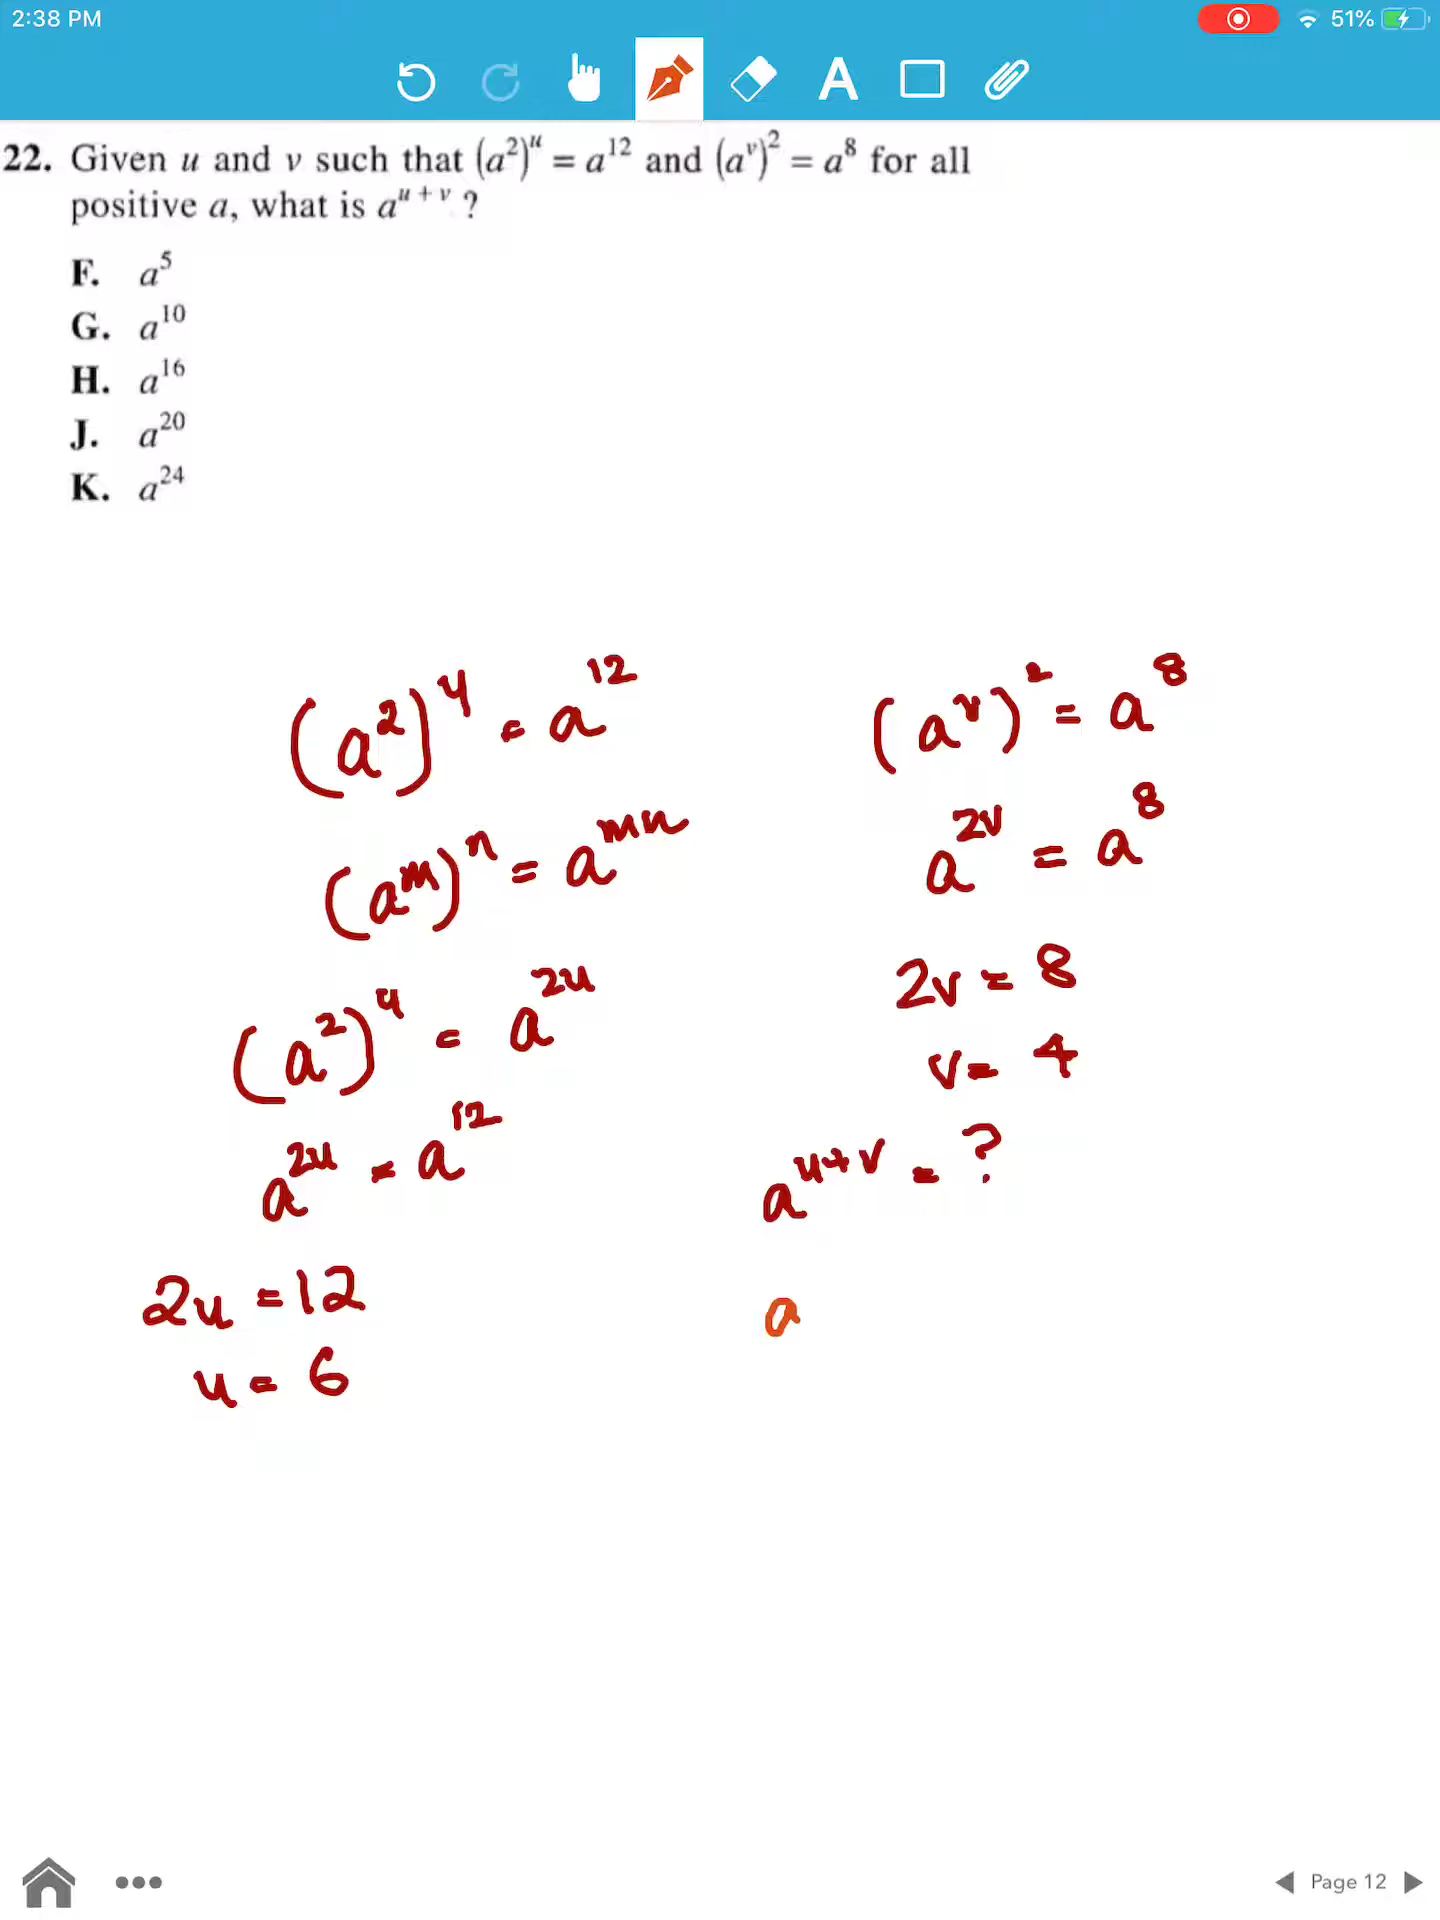 2:38 PM
51%
A
22. Given u and v such that (a²)ᵘ = a¹² and (aᵛ)² = a⁸ for all
positive a, what is aᵘ⁺ᵛ ?
F. a⁵
G. a¹⁰
H. a¹⁶
J. a²⁰
K. a²⁴
(a²)ᵘ = a¹²
(aᵐ)ⁿ = aᵐⁿ
(a²)ᵘ = a²ᵘ
a²ᵘ = a¹²
2u = 12
u = 6
(aᵛ)² = a⁸
a²ᵛ = a⁸
2v = 8
v = 4
aᵘ⁺ᵛ = ?
a
Page 12